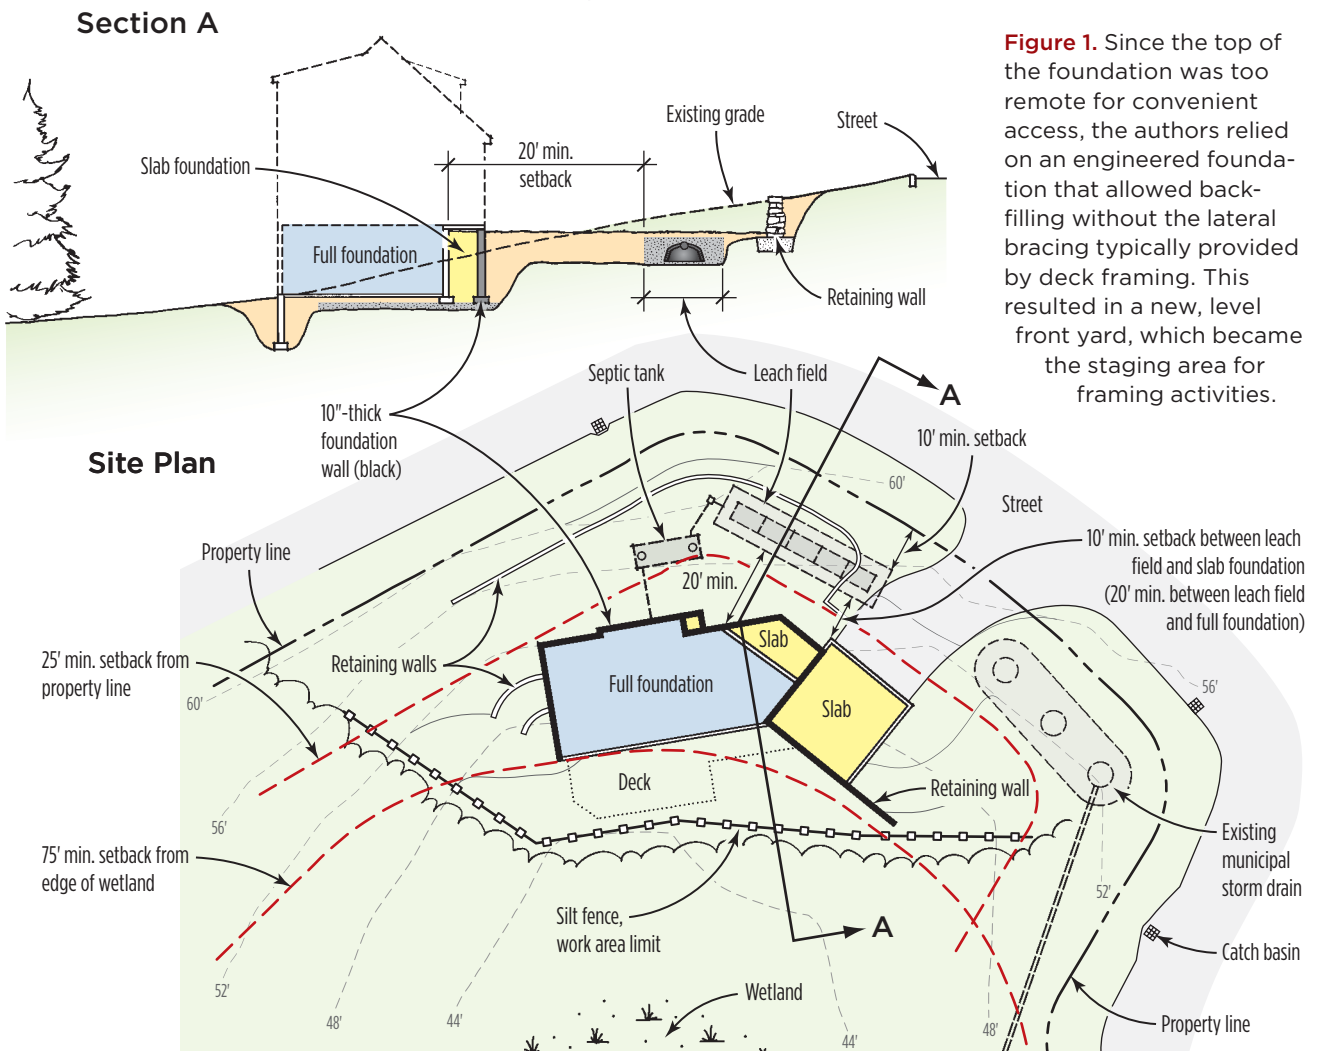 Section A
Figure 1. Since the top of
the foundation was too
remote for convenient
access, the authors relied
on an engineered founda-
tion that allowed back-
filling without the lateral
bracing typically provided
by deck framing. This
resulted in a new, level
front yard, which became
the staging area for
framing activities.
Existing grade
Street
20' min.
setback
Slab foundation
Full foundation
Retaining wall
Septic tank
Leach field
A
10"-thick
foundation
wall (black)
10' min. setback
Site Plan
60'
Street
Property line
10' min. setback between leach
field and slab foundation
(20' min. between leach field
and full foundation)
20' min.
Slab
25' min. setback from
property line
Retaining walls
Full foundation
56'
60'
Slab
Deck
Retaining wall
56'
Existing
municipal
storm drain
75' min. setback from
edge of wetland
52'
Silt fence,
work area limit
A
Catch basin
52'
Wetland
48'
44'
44'
48'
Property line